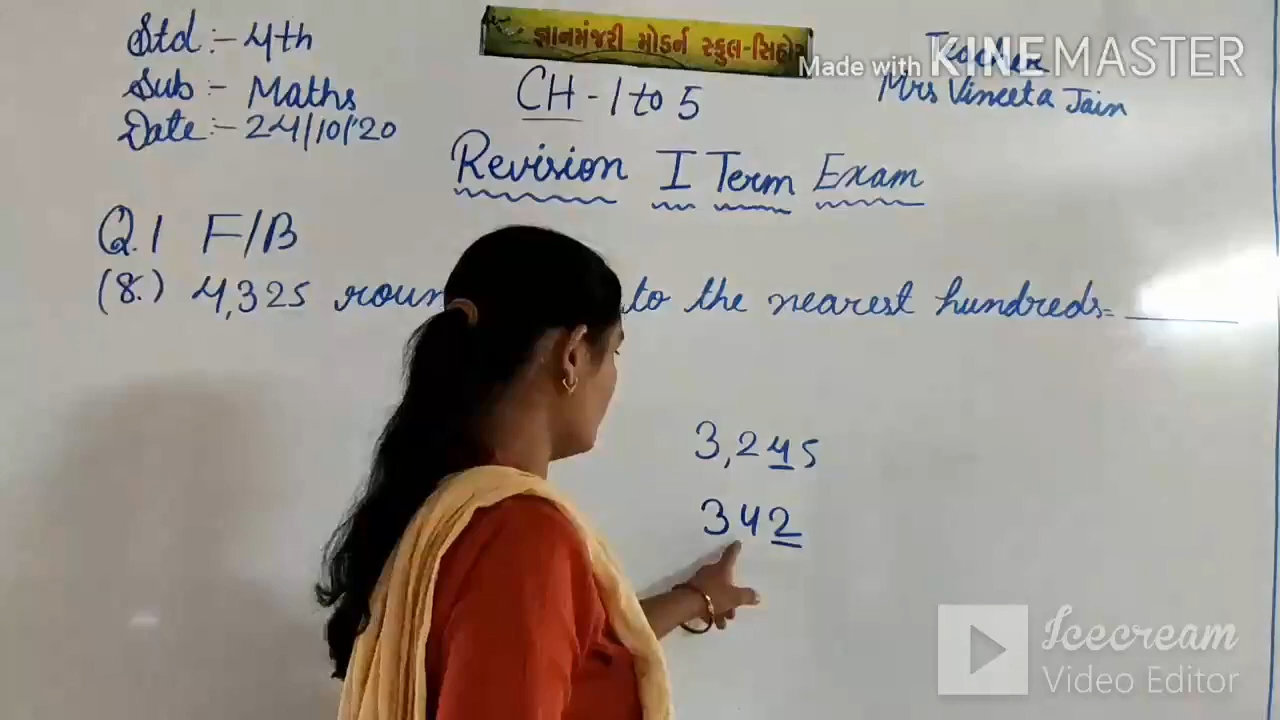 Std :- 4th
Sub :- Maths
Date :- 24/10/'20
જ્ઞાનમંજરી મોડર્ન સ્કુલ-સિહોર
CH - 1 to 5
Made with KINEMASTER
Teacher
Mrs Vineeta Jain
Revision I Term Exam
Q.1 F/B
(8.) 4,325 roun to the nearest hundreds = ______
3,245
342
Icecream
Video Editor